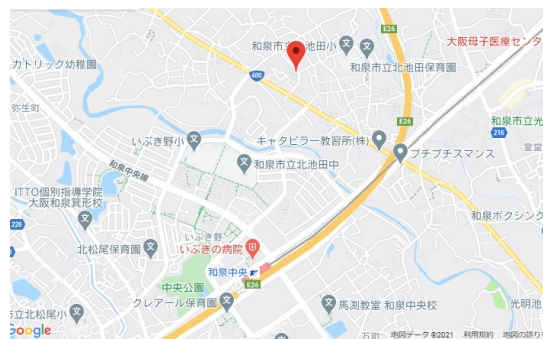 E26
和泉市立北池田小
大阪母子医療センタ
和泉市立北池田保育園
カトリック幼稚園
480
弥生町
E26
和泉市立光
216
いぶき野小
キャタピラー教習所(株)
室堂
プチプチスマンス
和泉市立北池田中
和泉中央線
ITTO個別指導学院
大阪和泉箕形校
226
和泉ボクシング
いぶき野
北松尾保育園
いぶきの病院
和泉中央
中央公園
E26
クレアール保育園
馬渕教室 和泉中央校
光明池
市立北松尾小
Google
万町
地図データ ©2021
利用規約
地図の誤りを